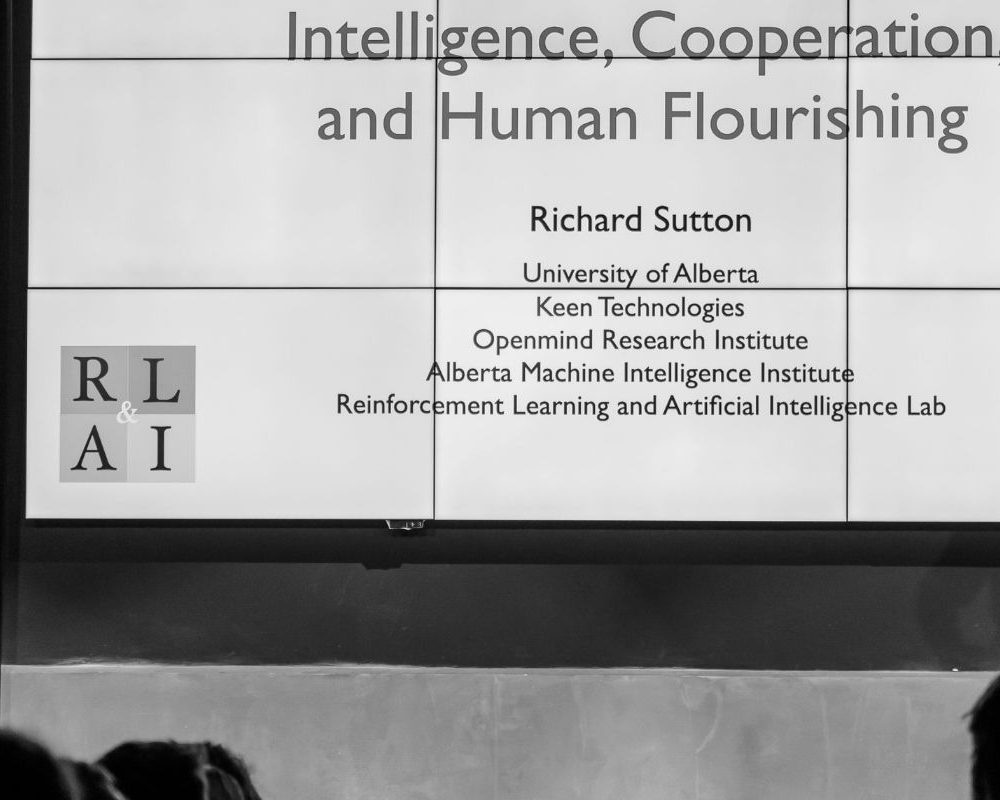 Intelligence, Cooperation,
and Human Flourishing
Richard Sutton
University of Alberta
Keen Technologies
Openmind Research Institute
Alberta Machine Intelligence Institute
Reinforcement Learning and Artificial Intelligence Lab
R L
&
A I